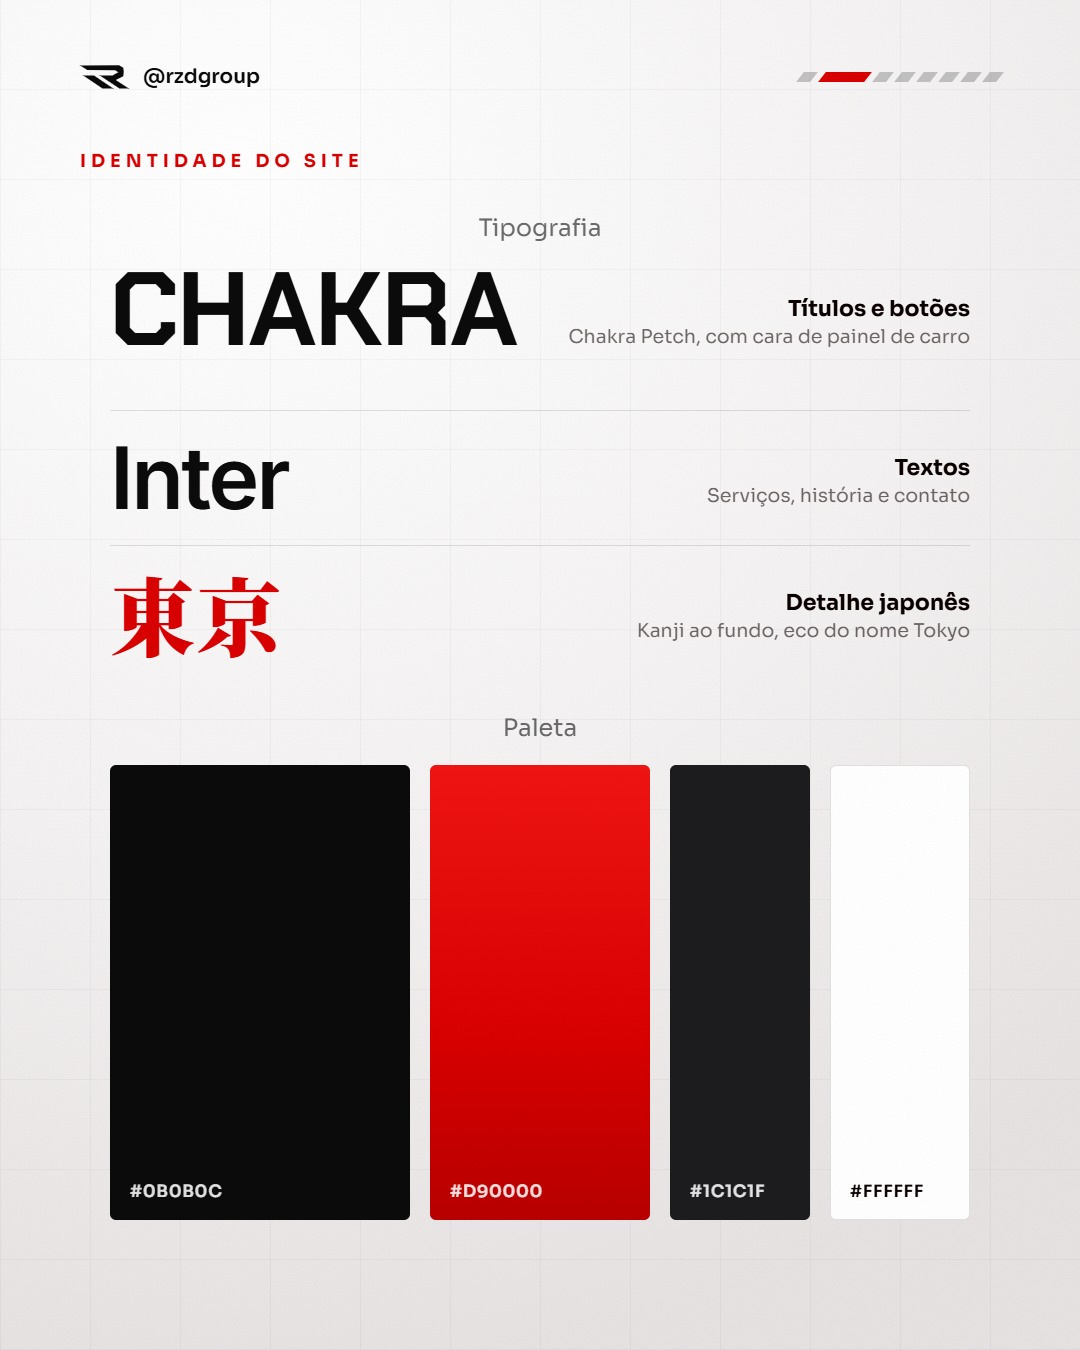 @rzdgroup
IDENTIDADE DO SITE
Tipografia
CHAKRA
Títulos e botões
Chakra Petch, com cara de painel de carro
Inter
Textos
Serviços, história e contato
東京
Detalhe japonês
Kanji ao fundo, eco do nome Tokyo
Paleta
#0B0B0C
#D90000
#1C1C1F
#FFFFFF